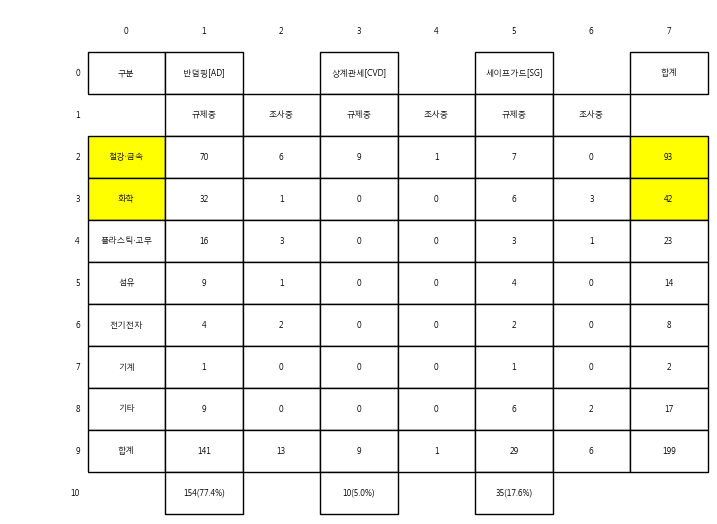 0 1 2 3 4 5 6 7
0 구분 반덤핑[AD] 상계관세[CVD] 세이프가드[SG] 합계
1 규제중 조사중 규제중 조사중 규제중 조사중
2 철강·금속 70 6 9 1 7 0 93
3 화학 32 1 0 0 6 3 42
4 플라스틱·고무 16 3 0 0 3 1 23
5 섬유 9 1 0 0 4 0 14
6 전기전자 4 2 0 0 2 0 8
7 기계 1 0 0 0 1 0 2
8 기타 9 0 0 0 6 2 17
9 합계 141 13 9 1 29 6 199
10 154(77.4%) 10(5.0%) 35(17.6%)